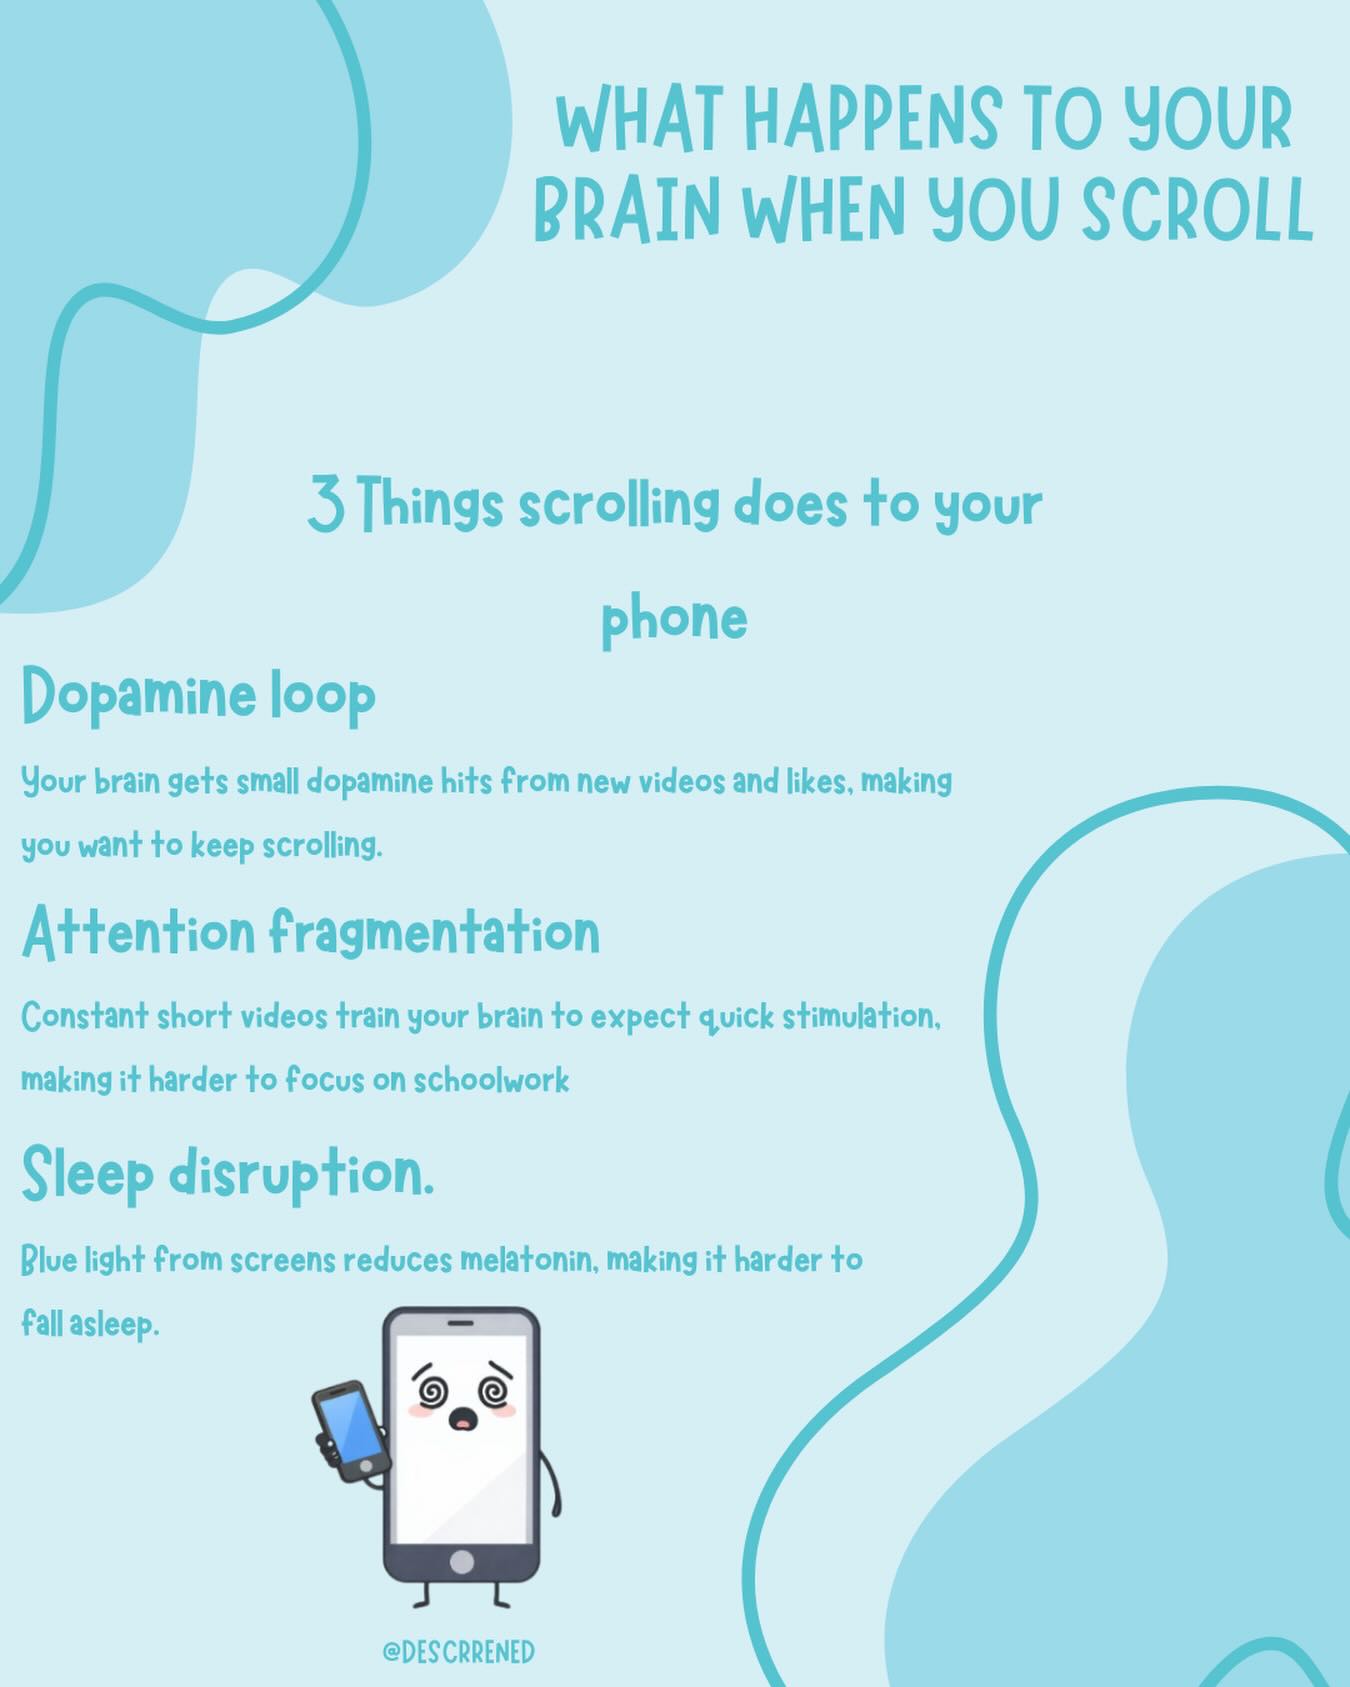 WHAT HAPPENS TO YOUR
BRAIN WHEN YOU SCROLL
3 Things scrolling does to your
phone
Dopamine loop
Your brain gets small dopamine hits from new videos and likes, making
you want to keep scrolling.
Attention fragmentation
Constant short videos train your brain to expect quick stimulation,
making it harder to focus on schoolwork
Sleep disruption.
Blue light from screens reduces melatonin, making it harder to
fall asleep.
@DESCRRENED